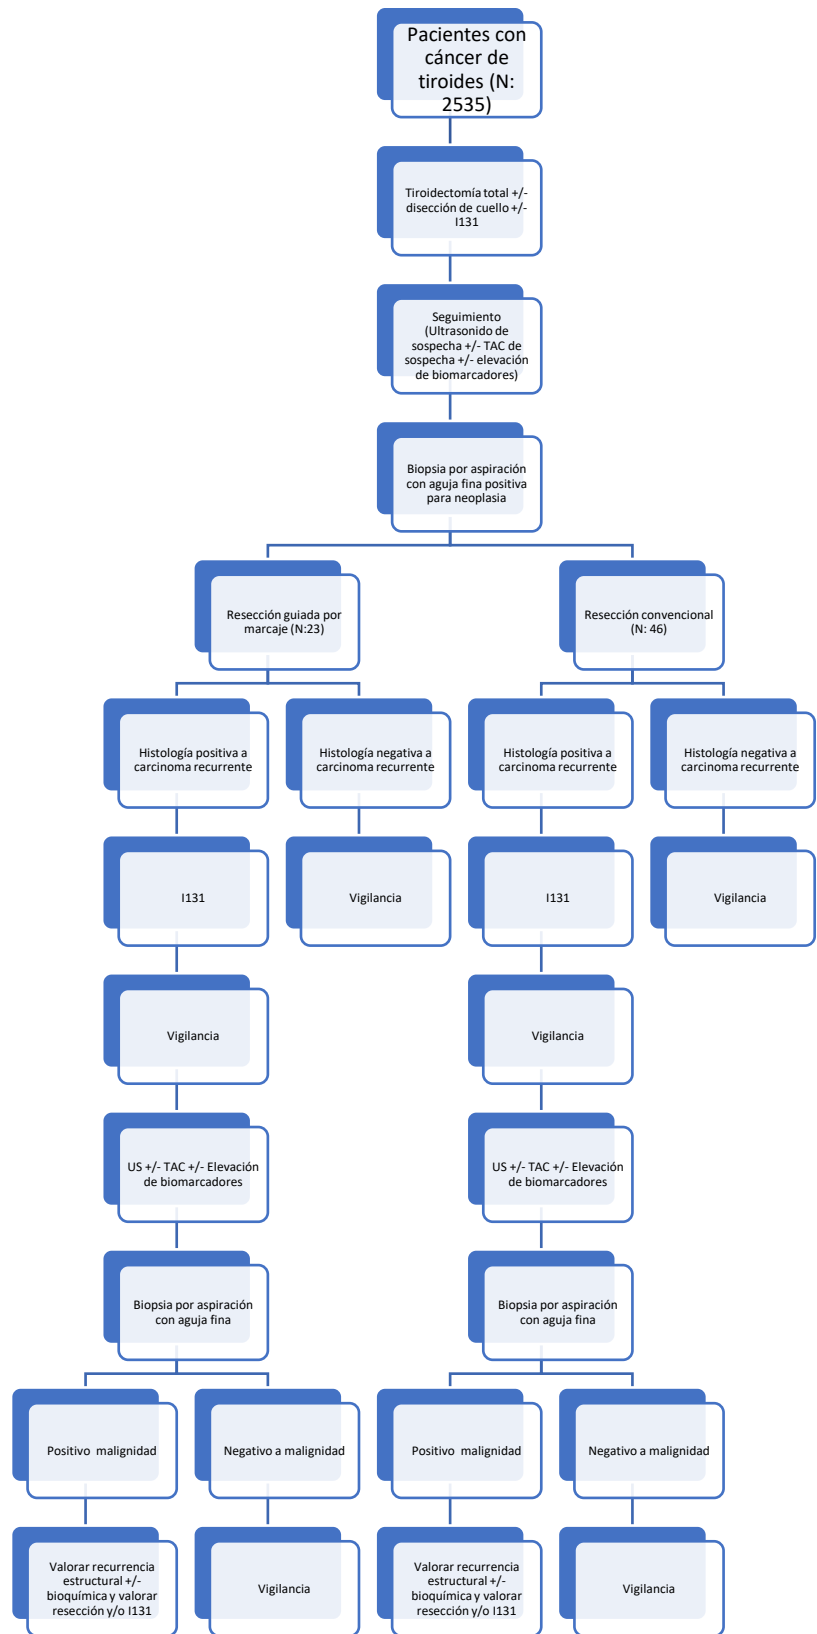 Pacientes con
cáncer de
tiroides (N:
2535)
Tiroidectomía total +/-
disección de cuello +/-
I131
Seguimiento
(Ultrasonido de
sospecha +/- TAC de
sospecha +/- elevación
de biomarcadores)
Biopsia por aspiración
con aguja fina positiva
para neoplasia
Resección guiada por
marcaje (N:23)
Resección convencional
(N: 46)
Histología positiva a
carcinoma recurrente
Histología negativa a
carcinoma recurrente
Histología positiva a
carcinoma recurrente
Histología negativa a
carcinoma recurrente
I131
Vigilancia
I131
Vigilancia
Vigilancia
Vigilancia
US +/- TAC +/- Elevación
de biomarcadores
US +/- TAC +/- Elevación
de biomarcadores
Biopsia por aspiración
con aguja fina
Biopsia por aspiración
con aguja fina
Positivo malignidad
Negativo a malignidad
Positivo malignidad
Negativo a malignidad
Valorar recurrencia
estructural +/-
bioquímica y valorar
resección y/o I131
Vigilancia
Valorar recurrencia
estructural +/-
bioquímica y valorar
resección y/o I131
Vigilancia